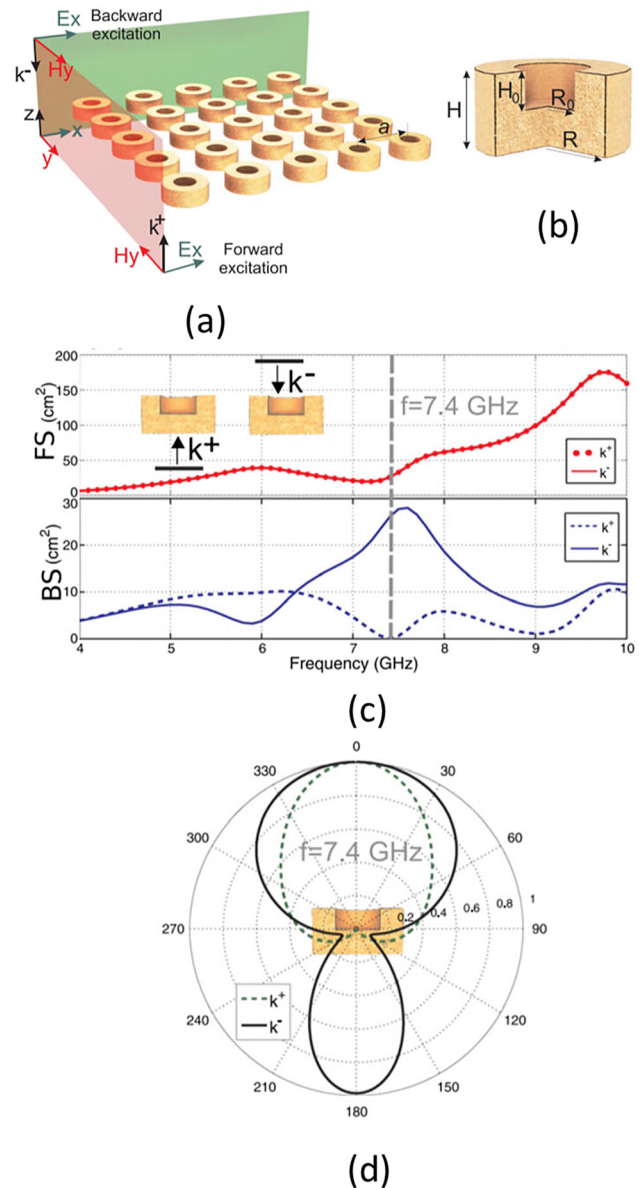 Ex Backward
excitation
k-
Hy
z
x
y
a
k+
Ex Forward
Hy excitation
(a)
H
H0
R0
R
(b)
200
150
100
50
0
FS (cm2)
k+
k-
f=7.4 GHz
k+
k-
30
20
10
0
BS (cm2)
k+
k-
4 5 6 7 8 9 10
Frequency (GHz)
(c)
0
330 30
300 60
f=7.4 GHz
0.2 0.4 0.6 0.8 1
270 90
k+
k-
240 120
210 150
180
(d)